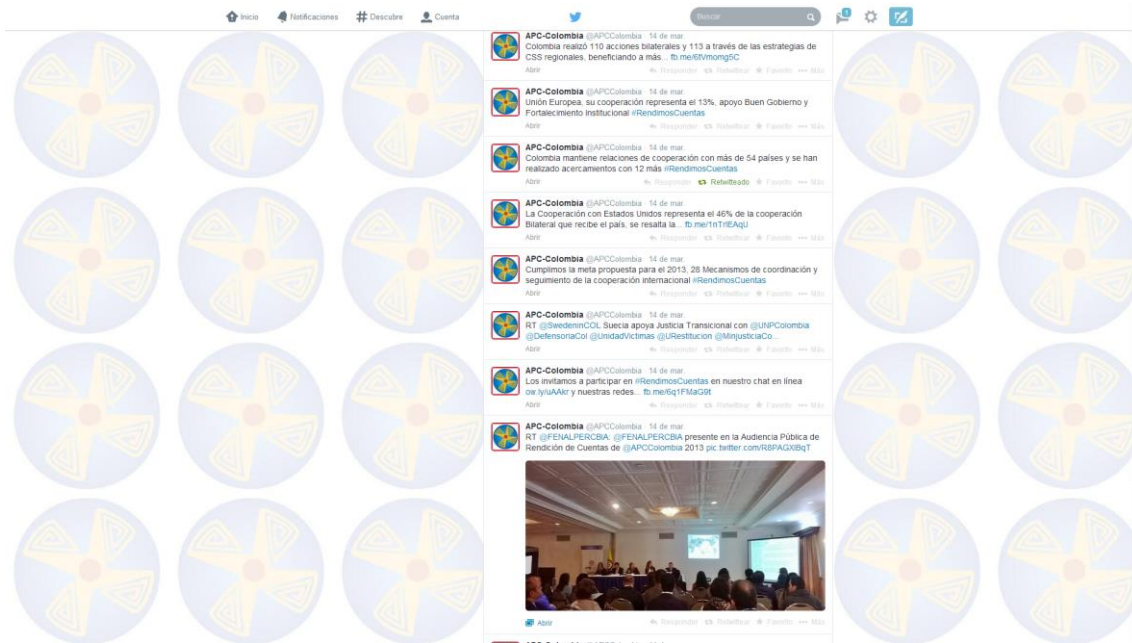 Inicio Notificaciones Descubre Cuenta Buscar 1
APC-Colombia @APCColombia · 14 de mar.
Colombia realizó 110 acciones bilaterales y 113 a través de las estrategias de
CSS regionales, beneficiando a más... fb.me/6tVmomg5C
Abrir Responder Retwittear Favorito Más
APC-Colombia @APCColombia · 14 de mar.
Unión Europea, su cooperación representa el 13%, apoyo Buen Gobierno y
Fortalecimiento Institucional #RendimosCuentas
Abrir Responder Retwittear Favorito Más
APC-Colombia @APCColombia · 14 de mar.
Colombia mantiene relaciones de cooperación con más de 54 países y se han
realizado acercamientos con 12 más #RendimosCuentas
Abrir Responder Retwitteado Favorito Más
APC-Colombia @APCColombia · 14 de mar.
La Cooperación con Estados Unidos representa el 46% de la cooperación
Bilateral que recibe el país, se resalta la... fb.me/1nTrlEAqU
Abrir Responder Retwittear Favorito Más
APC-Colombia @APCColombia · 14 de mar.
Cumplimos la meta propuesta para el 2013, 28 Mecanismos de coordinación y
seguimiento de la cooperación internacional #RendimosCuentas
Abrir Responder Retwittear Favorito Más
APC-Colombia @APCColombia · 14 de mar.
RT @SwedeninCOL Suecia apoya Justicia Transicional con @UNPColombia
@DefensoriaCol @UnidadVictimas @URestitucion @MinjusticiaCo...
Abrir Responder Retwittear Favorito Más
APC-Colombia @APCColombia · 14 de mar.
Los invitamos a participar en #RendimosCuentas en nuestro chat en línea
ow.ly/uAAkr y nuestras redes... fb.me/6q1FMaG9t
Abrir Responder Retwittear Favorito Más
APC-Colombia @APCColombia · 14 de mar.
RT @FENALPERCBIA: @FENALPERCBIA presente en la Audiencia Pública de
Rendición de Cuentas de @APCColombia 2013 pic.twitter.com/R8PAGXIBqT
Abrir Responder Retwittear Favorito Más